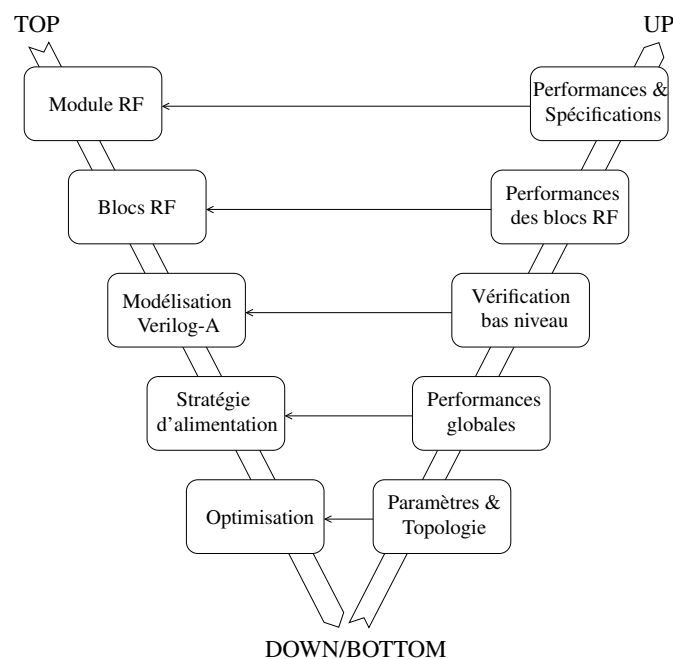 TOP
UP
Module RF
Performances &
Spécifications
Blocs RF
Performances
des blocs RF
Modélisation
Verilog-A
Vérification
bas niveau
Stratégie
d'alimentation
Performances
globales
Optimisation
Paramètres &
Topologie
DOWN/BOTTOM